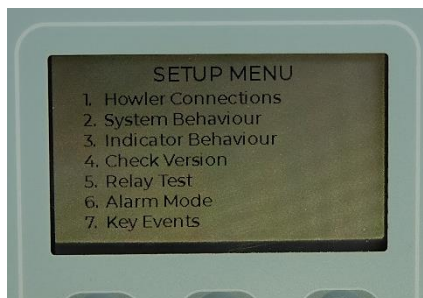 SETUP MENU
1. Howler Connections
2. System Behaviour
3. Indicator Behaviour
4. Check Version
5. Relay Test
6. Alarm Mode
7. Key Events